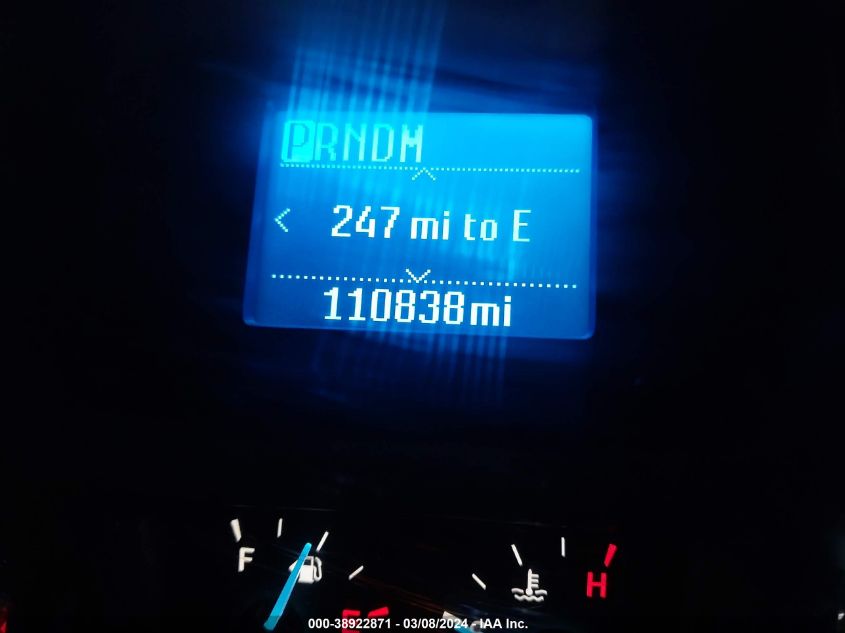 PRNDM
< 247 mi to E
110838mi
F
H
E
000-38922871 - 03/08/2024 - IAA Inc.